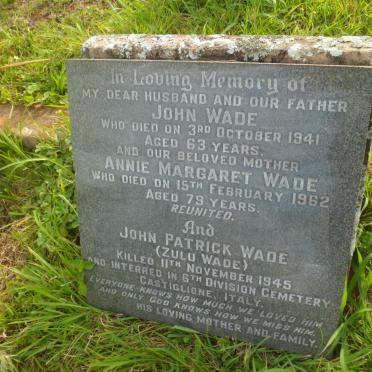 In Loving Memory of
MY DEAR HUSBAND AND OUR FATHER
JOHN WADE
WHO DIED ON 3RD OCTOBER 1941
AGED 63 YEARS.
AND OUR BELOVED MOTHER
ANNIE MARGARET WADE
WHO DIED ON 15TH FEBRUARY 1962
AGED 79 YEARS.
REUNITED.
And
JOHN PATRICK WADE
(ZULU WADE)
KILLED 11TH NOVEMBER 1945
AND INTERRED IN 6TH DIVISION CEMETERY
CASTIGLIONE, ITALY.
EVERYONE KNOWS HOW MUCH WE LOVED HIM
AND ONLY GOD KNOWS HOW WE MISS HIM.
HIS LOVING MOTHER AND FAMILY.